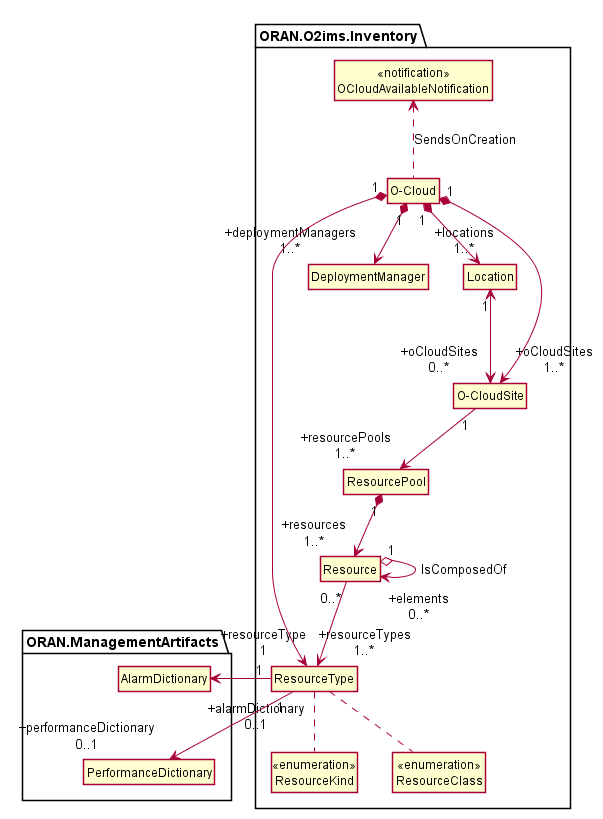 ORAN.O2ims.Inventory
«notification»
OCloudAvailableNotification
SendsOnCreation
1
1
O-Cloud
1
1
+deploymentManagers
1..*
+locations
1..*
DeploymentManager
Location
1
+oCloudSites
0..*
+oCloudSites
1..*
O-CloudSite
1
+resourcePools
1..*
ResourcePool
1
+resources
1..*
1
Resource
IsComposedOf
0..*
+elements
0..*
+resourceType
1
+resourceTypes
1..*
ORAN.ManagementArtifacts
AlarmDictionary
1
ResourceType
+alarmDictionary
0..1
1
+performanceDictionary
0..1
PerformanceDictionary
«enumeration»
ResourceKind
«enumeration»
ResourceClass